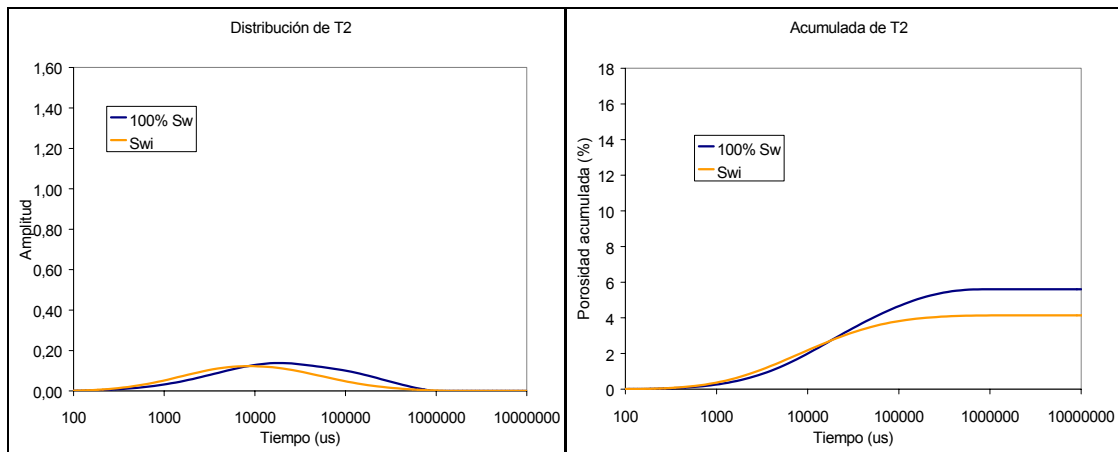 Distribución de T2
1,60
1,40
1,20
1,00
0,80
0,60
0,40
0,20
0,00
Amplitud
100% Sw
Swi
100 1000 10000 100000 1000000 10000000
Tiempo (us)
Acumulada de T2
18
16
14
12
10
8
6
4
2
0
Porosidad acumulada (%)
100% Sw
Swi
100 1000 10000 100000 1000000 10000000
Tiempo (us)